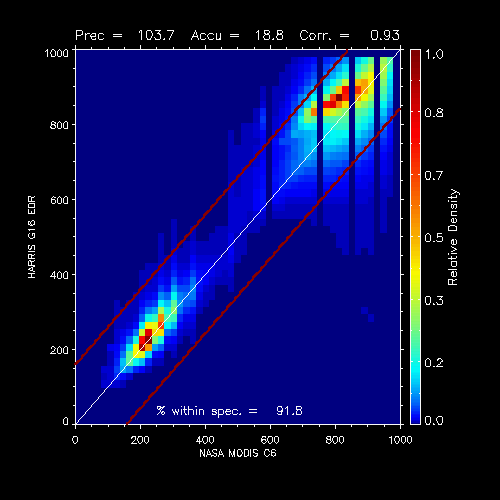 Prec = 103.7 Accu = 18.8 Corr. = 0.93
1000
800
600
400
200
0
HARRIS G16 EDR
% within spec. = 91.8
0 200 400 600 800 1000
NASA MODIS C6
1.0
0.8
0.7
0.5
0.3
0.2
0.0
Relative Density